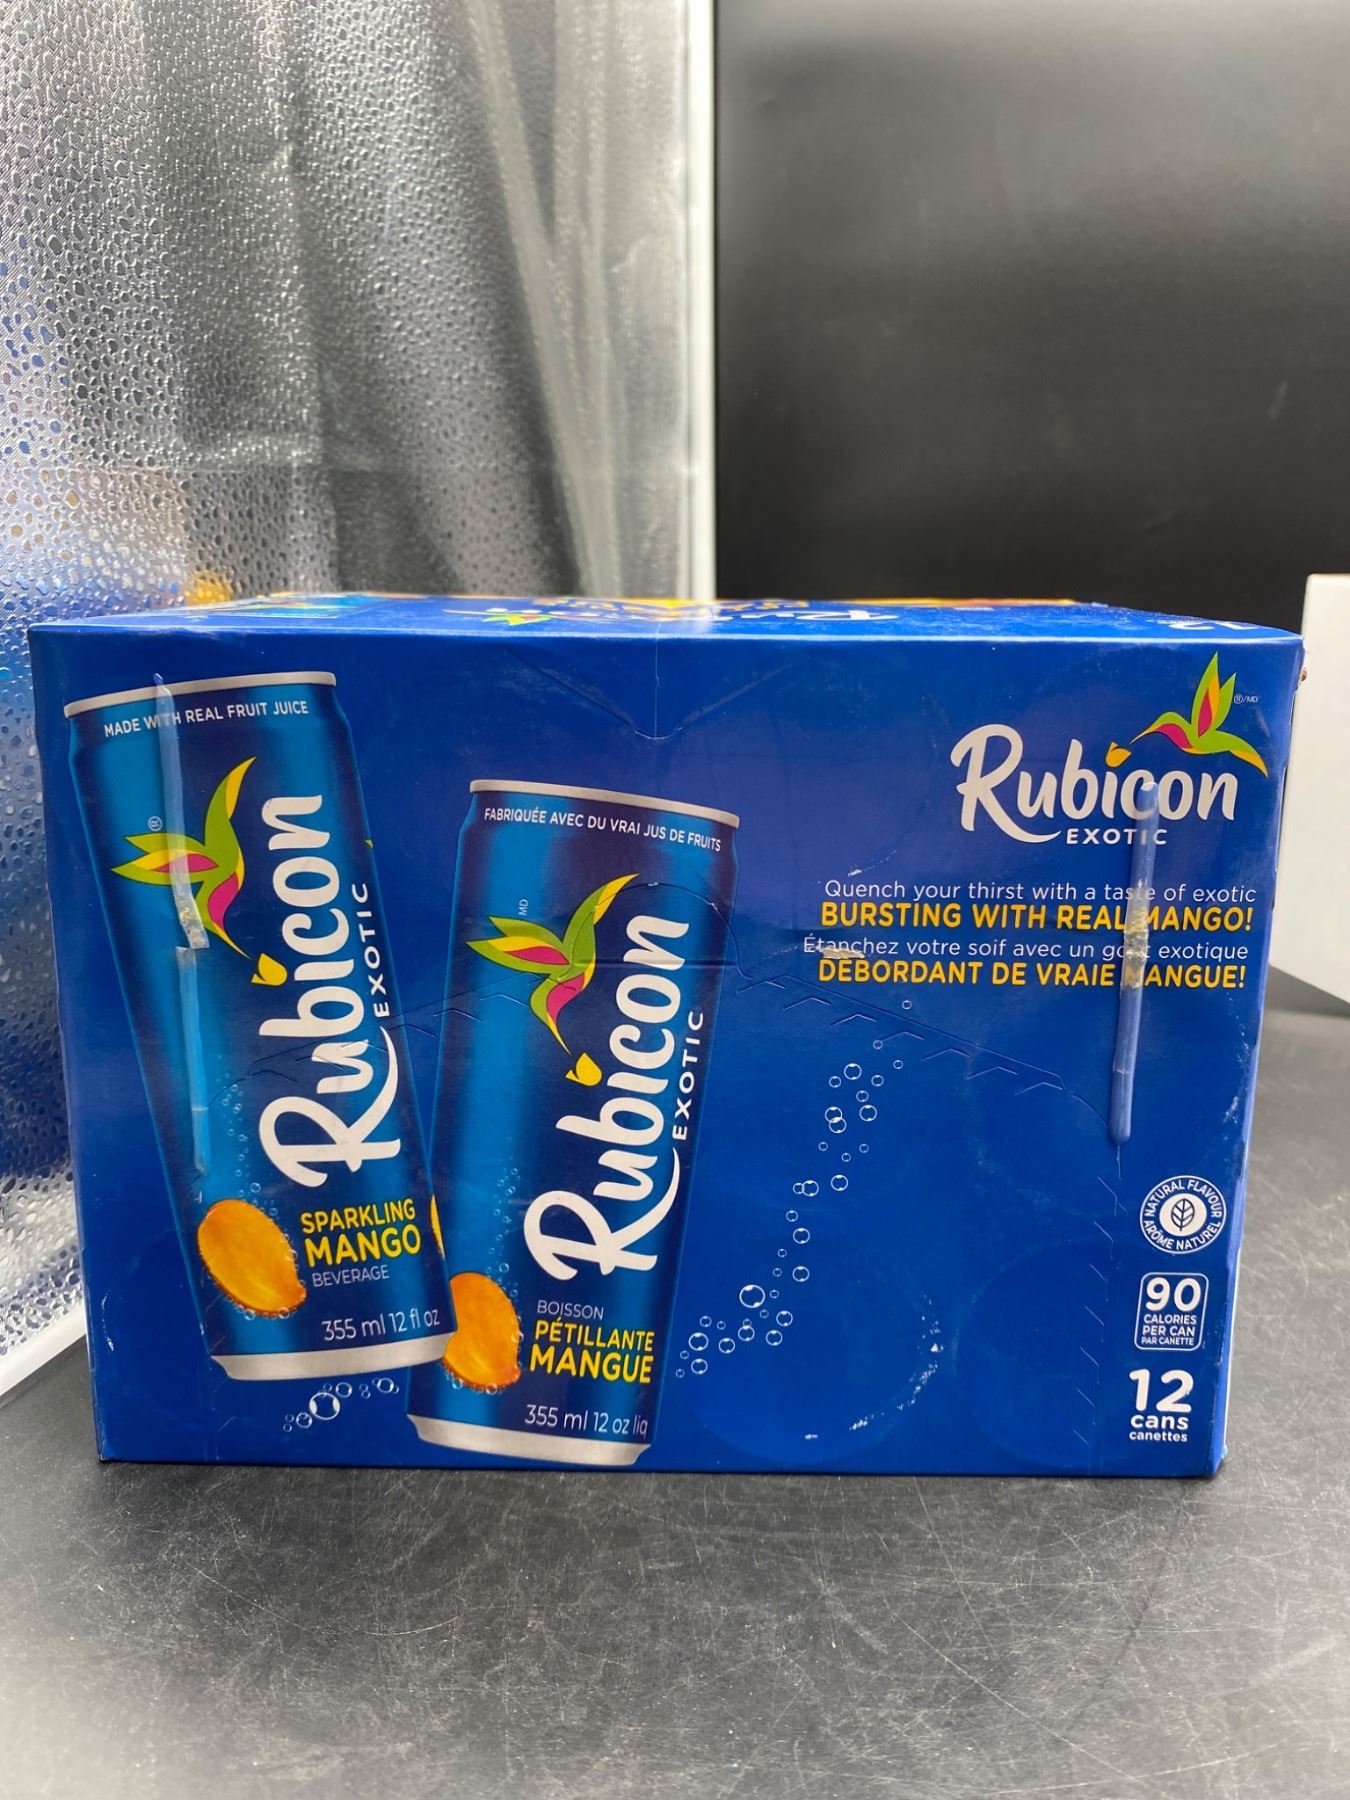 MADE WITH REAL FRUIT JUICE
®
Rubicon
EXOTIC
SPARKLING
MANGO
BEVERAGE
355 ml 12 fl oz
FABRIQUÉE AVEC DU VRAI JUS DE FRUITS
MD
Rubicon
EXOTIC
BOISSON
PÉTILLANTE
MANGUE
355 ml 12 oz liq
®/MD
Rubicon
EXOTIC
Quench your thirst with a taste of exotic
BURSTING WITH REAL MANGO!
Étanchez votre soif avec un goût exotique
DÉBORDANT DE VRAIE MANGUE!
NATURAL FLAVOUR
ARÔME NATUREL
90
CALORIES
PER CAN
PAR CANETTE
12
cans
canettes